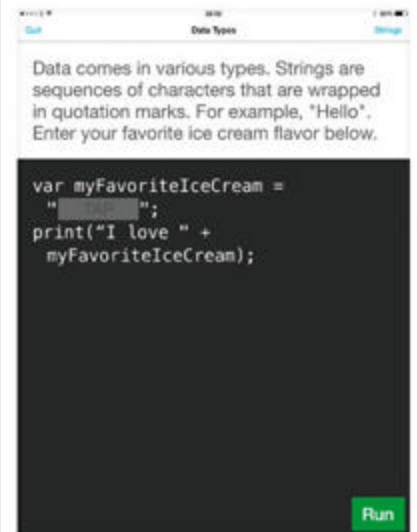 Quit Data Types Strings
Data comes in various types. Strings are
sequences of characters that are wrapped
in quotation marks. For example, "Hello".
Enter your favorite ice cream flavor below.
var myFavoriteIceCream =
"TAP";
print("I love " +
myFavoriteIceCream);
Run